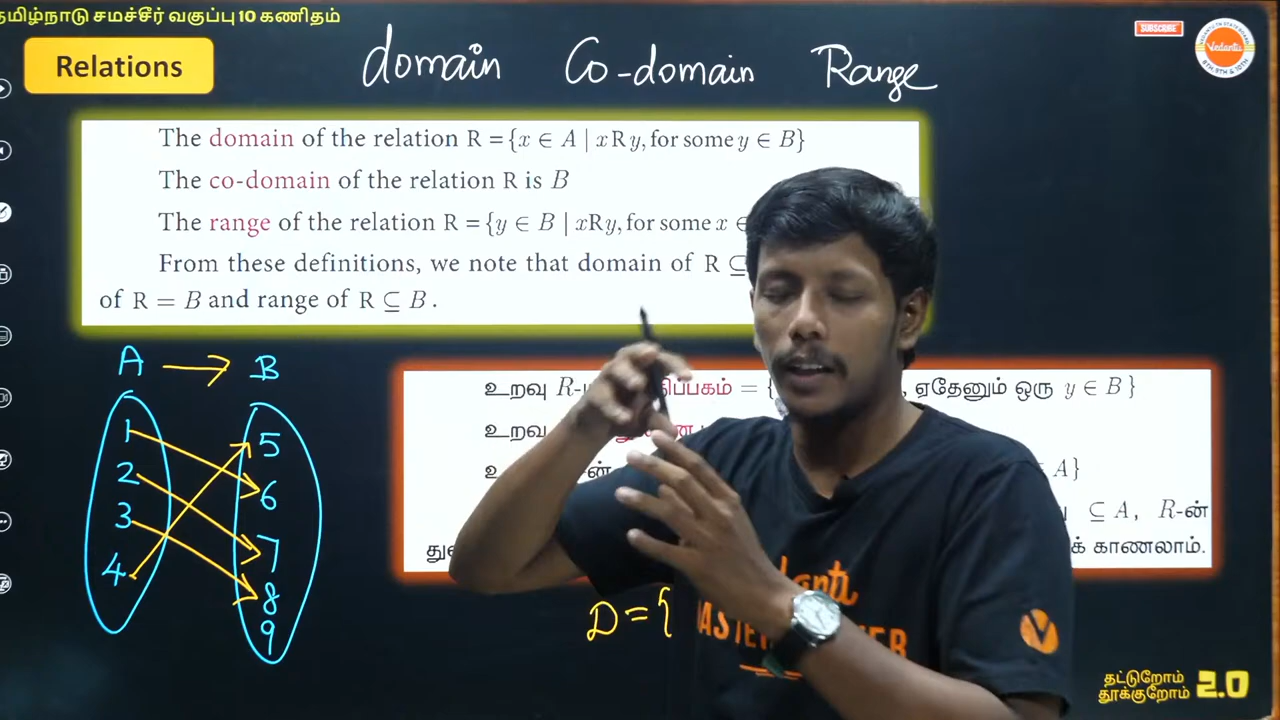 தமிழ்நாடு சமச்சீர் வகுப்பு 10 கணிதம்
SUBSCRIBE
Vedantu
Relations
domain Co-domain Range
The domain of the relation R = {x ∈ A | xRy, for some y ∈ B}
The co-domain of the relation R is B
The range of the relation R = {y ∈ B | xRy, for some x ∈
From these definitions, we note that domain of R ⊆
of R = B and range of R ⊆ B.
A → B
1 5
2 6
3 7
4 8
9
உறவு R- = { , ஏதேனும் ஒரு y ∈ B}
உறவு
∈ A}
⊆ A, R-ன்
காணலாம்.
D = {
V
தட்டுறோம்
தூக்குறோம் 2.0